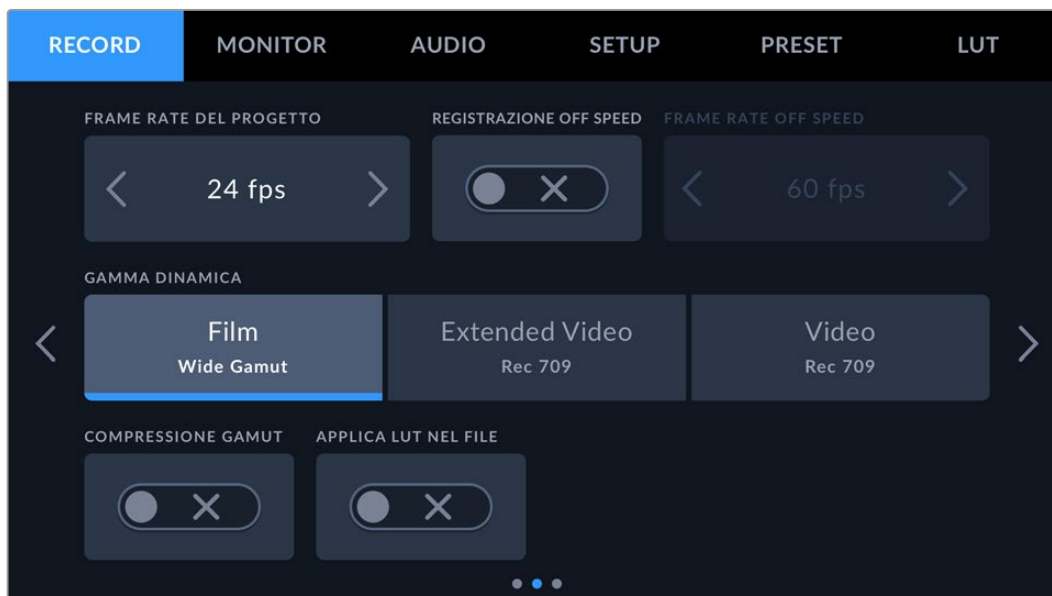 RECORD MONITOR AUDIO SETUP PRESET LUT
FRAME RATE DEL PROGETTO REGISTRAZIONE OFF SPEED FRAME RATE OFF SPEED
24 fps 60 fps
GAMMA DINAMICA
Film Extended Video Video
Wide Gamut Rec 709 Rec 709
COMPRESSIONE GAMUT APPLICA LUT NEL FILE